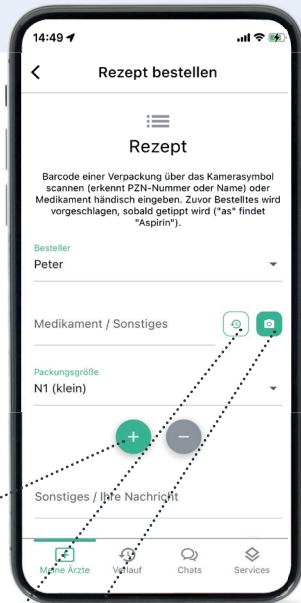 14:49
Rezept bestellen
Rezept
Barcode einer Verpackung über das Kamerasymbol
scannen (erkennt PZN-Nummer oder Name) oder
Medikament händisch eingeben. Zuvor Bestelltes wird
vorgeschlagen, sobald getippt wird ("as" findet
"Aspirin").
Besteller
Peter
Medikament / Sonstiges
Packungsgröße
N1 (klein)
Sonstiges / Ihre Nachricht
Meine Ärzte Verlauf Chats Services